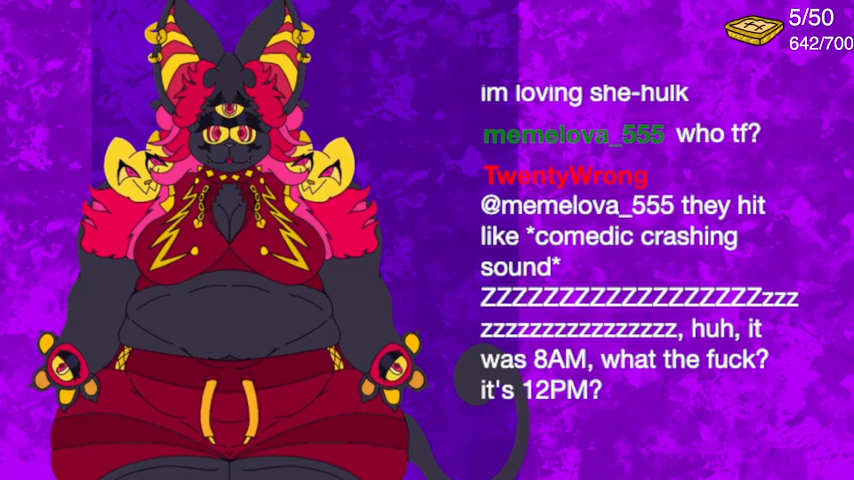 5/50
642/700
im loving she-hulk
memelova_555 who tf?
TwentyWrong
@memelova_555 they hit
like *comedic crashing
sound*
ZZZZZZZZZZZZZZZZZZZzzz
zzzzzzzzzzzzzzzz, huh, it
was 8AM, what the fuck?
it's 12PM?